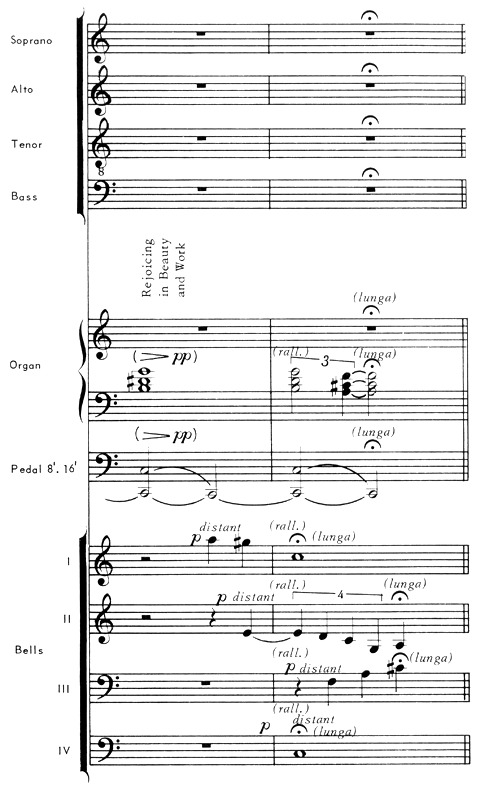 Soprano
Alto
Tenor
8
Bass
Rejoicing
in Beauty
and Work
(lunga)
Organ
(> pp)
(rall.)
3
(lunga)
(> pp)
(lunga)
Pedal 8'. 16'
distant
p
(rall.)
(lunga)
I
p distant
(rall.)
4
(lunga)
II
Bells
(rall.)
p distant
(lunga)
III
(rall.)
p
distant
(lunga)
IV